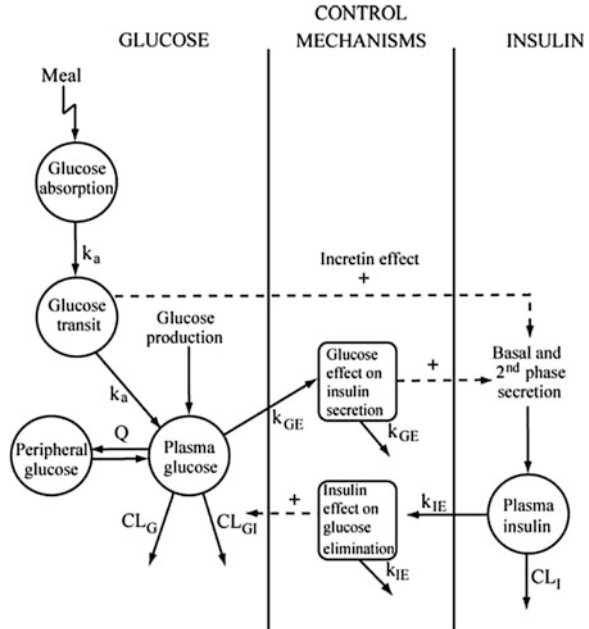 CONTROL
GLUCOSE
MECHANISMS
INSULIN
Meal
Glucose
absorption
ka
Incretin effect
+
Glucose
transit
Glucose
production
ka
Glucose
effect on
insulin
secretion
+
Basal and
2nd phase
secretion
kGE
kGE
Q
Peripheral
glucose
Plasma
glucose
CLG
CLGI
+
Insulin
effect on
glucose
elimination
kIE
kIE
Plasma
insulin
CLI